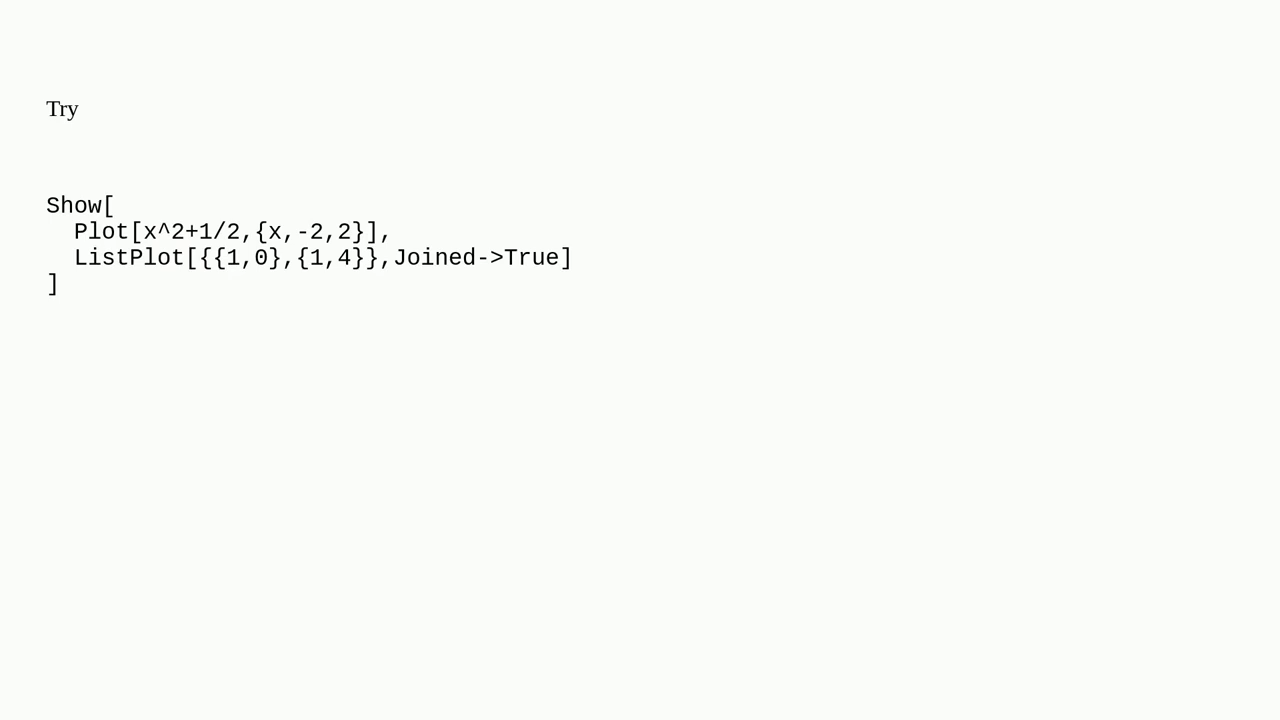 Try
Show[
  Plot[x^2+1/2,{x,-2,2}],
  ListPlot[{{1,0},{1,4}},Joined->True]
]